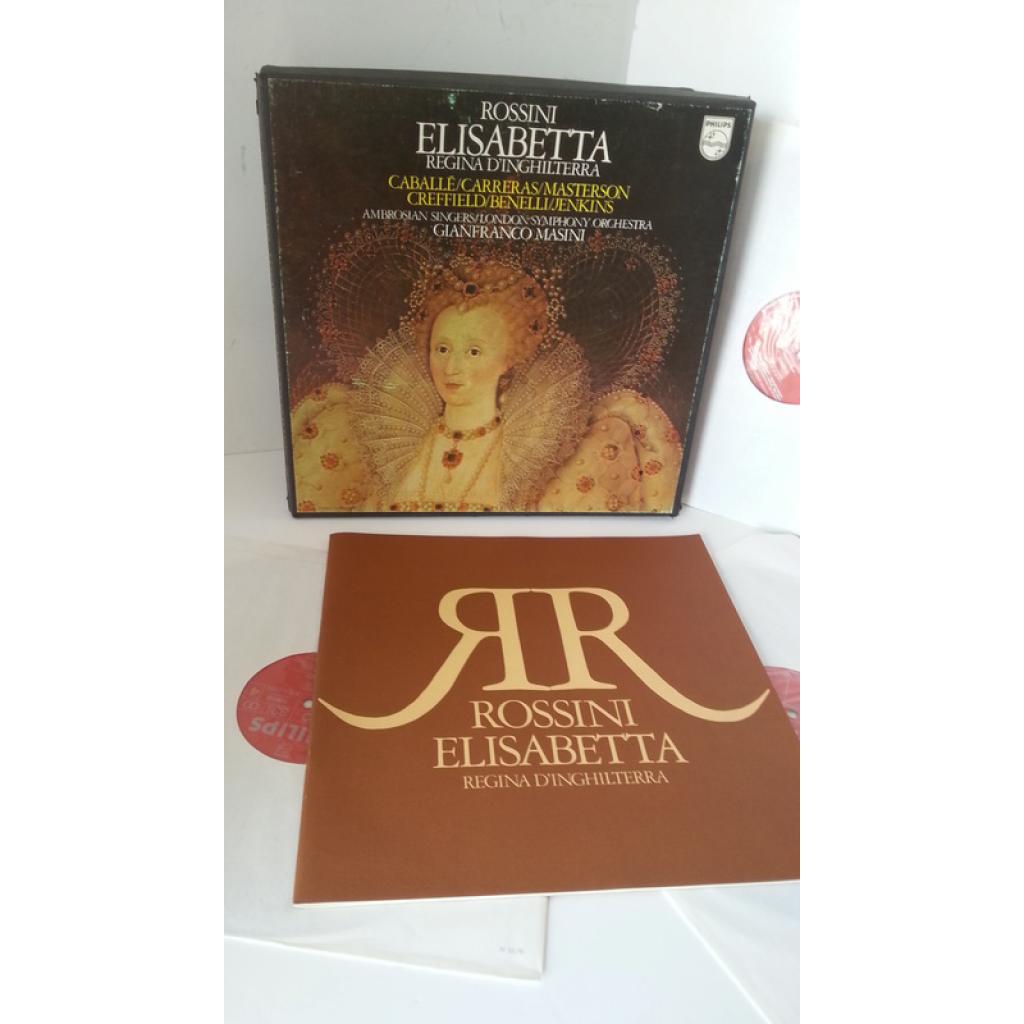 ROSSINI
ELISABETTA
REGINA D'INGHILTERRA
PHILIPS
CABALLÉ/CARRERAS/MASTERSON
CREFFIELD/BENELLI/JENKINS
AMBROSIAN SINGERS/LONDON SYMPHONY ORCHESTRA
GIANFRANCO MASINI
RR
ROSSINI
ELISABETTA
REGINA D'INGHILTERRA
PHILIPS